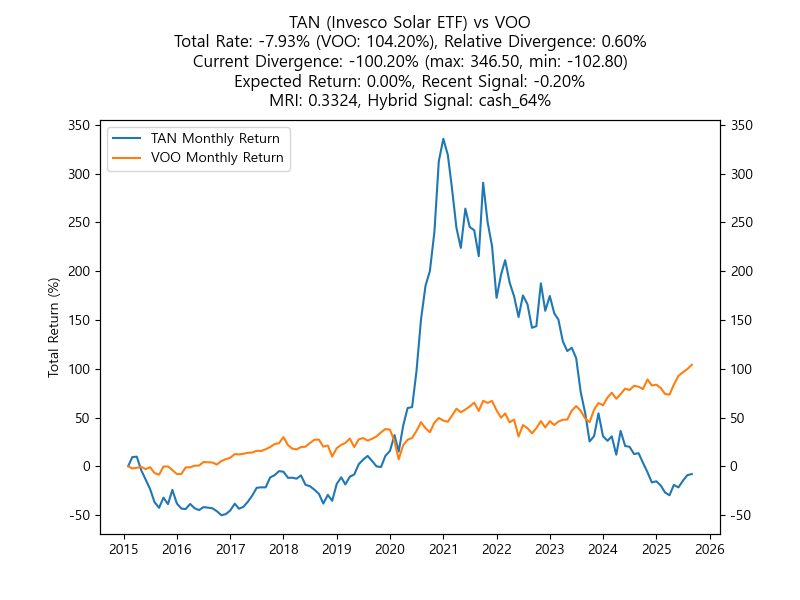 TAN (Invesco Solar ETF) vs VOO
Total Rate: -7.93% (VOO: 104.20%), Relative Divergence: 0.60%
Current Divergence: -100.20% (max: 346.50, min: -102.80)
Expected Return: 0.00%, Recent Signal: -0.20%
MRI: 0.3324, Hybrid Signal: cash_64%
TAN Monthly Return
VOO Monthly Return
Total Return (%)
350
300
250
200
150
100
50
0
-50
350
300
250
200
150
100
50
0
-50
2015 2016 2017 2018 2019 2020 2021 2022 2023 2024 2025 2026